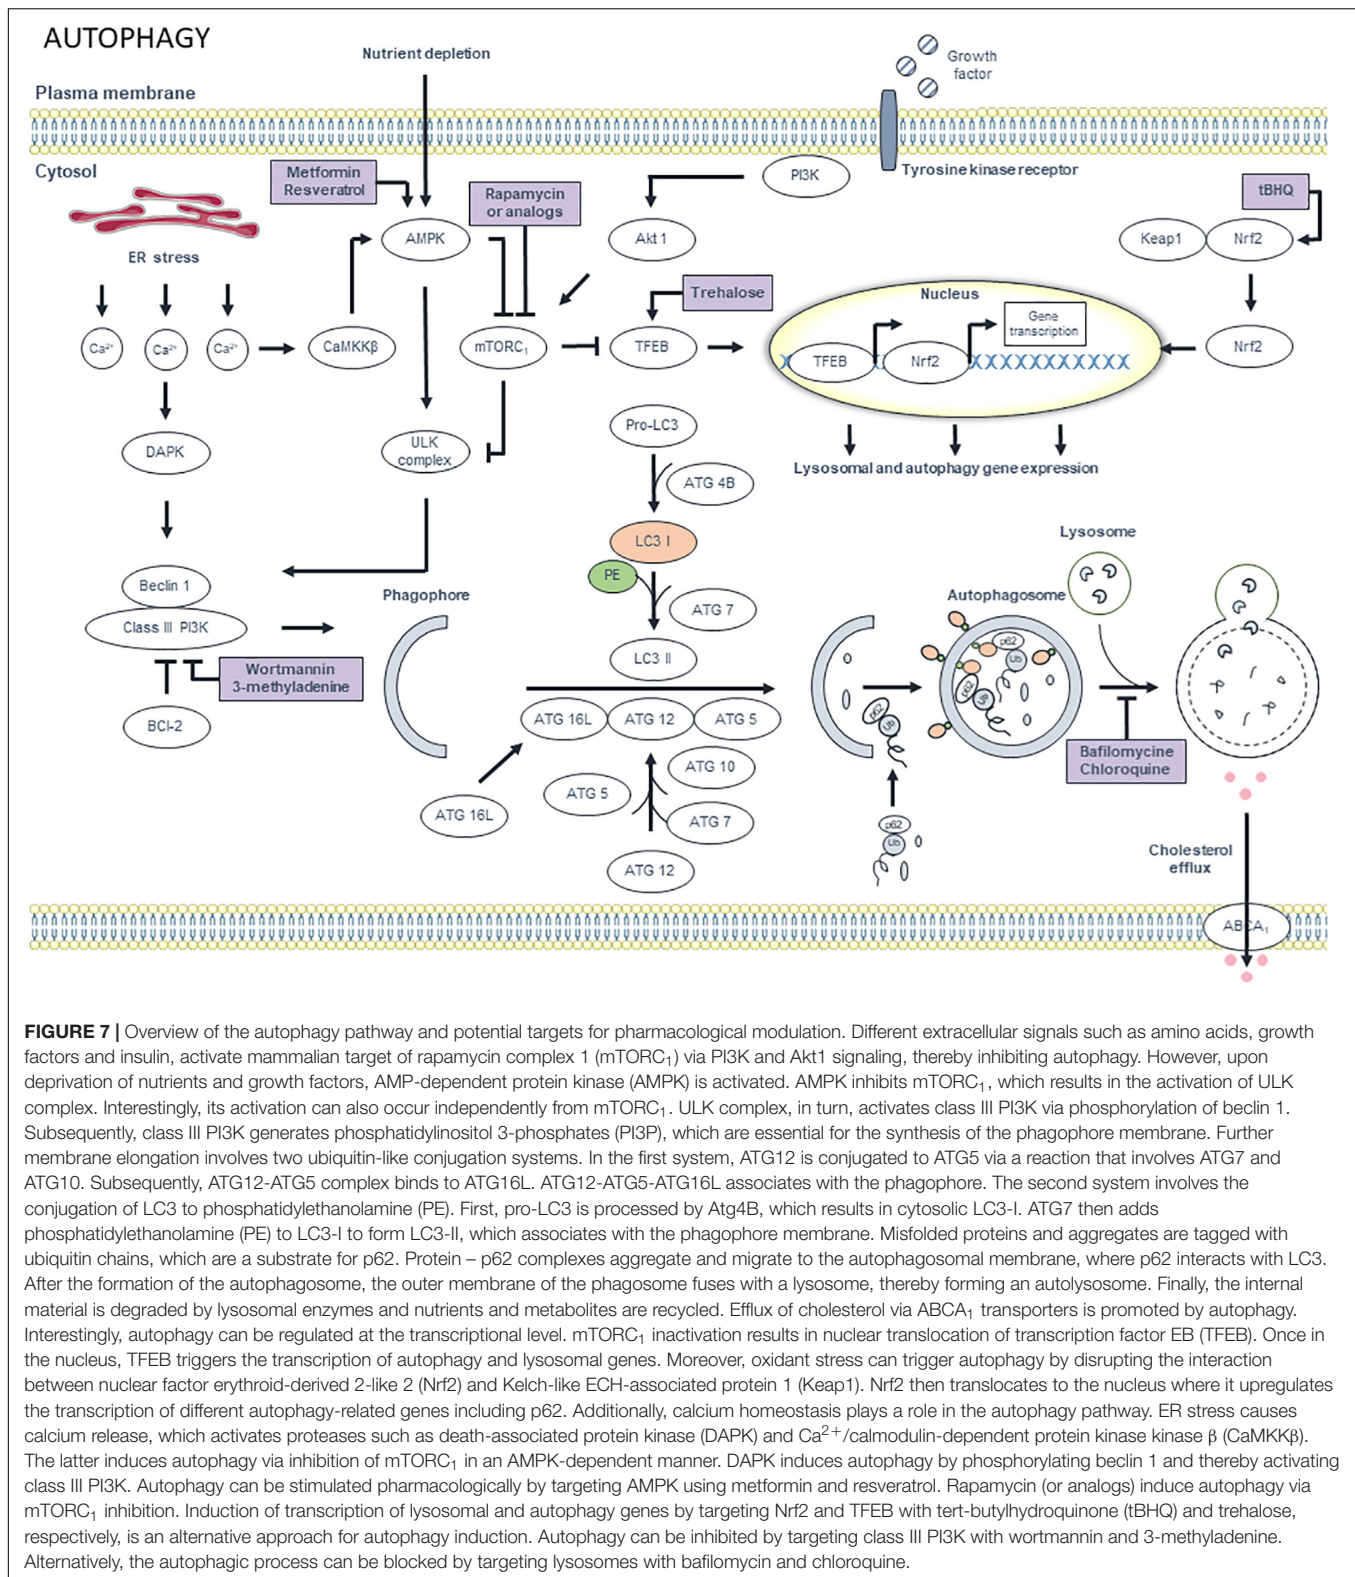 AUTOPHAGY
Nutrient depletion
Growth
factor
Plasma membrane
Cytosol
Metformin
Resveratrol
Rapamycin
or analogs
PI3K
Tyrosine kinase receptor
tBHQ
ER stress
AMPK
Akt 1
Keap1
Nrf2
Trehalose
Nucleus
Gene
transcription
Ca²⁺
Ca²⁺
Ca²⁺
CaMKKβ
mTORC₁
TFEB
TFEB
Nrf2
Nrf2
Pro-LC3
DAPK
ULK
complex
ATG 4B
Lysosomal and autophagy gene expression
LC3 I
Lysosome
PE
Beclin 1
Phagophore
ATG 7
Autophagosome
Class III PI3K
LC3 II
p62
Ub
Wortmannin
3-methyladenine
p62
Ub
BCl-2
ATG 16L
ATG 12
ATG 5
p62
Ub
Bafilomycine
Chloroquine
ATG 10
ATG 5
ATG 16L
ATG 7
p62
Ub
ATG 12
Cholesterol
efflux
ABCA₁
FIGURE 7 | Overview of the autophagy pathway and potential targets for pharmacological modulation. Different extracellular signals such as amino acids, growth
factors and insulin, activate mammalian target of rapamycin complex 1 (mTORC₁) via PI3K and Akt1 signaling, thereby inhibiting autophagy. However, upon
deprivation of nutrients and growth factors, AMP-dependent protein kinase (AMPK) is activated. AMPK inhibits mTORC₁, which results in the activation of ULK
complex. Interestingly, its activation can also occur independently from mTORC₁. ULK complex, in turn, activates class III PI3K via phosphorylation of beclin 1.
Subsequently, class III PI3K generates phosphatidylinositol 3-phosphates (PI3P), which are essential for the synthesis of the phagophore membrane. Further
membrane elongation involves two ubiquitin-like conjugation systems. In the first system, ATG12 is conjugated to ATG5 via a reaction that involves ATG7 and
ATG10. Subsequently, ATG12-ATG5 complex binds to ATG16L. ATG12-ATG5-ATG16L associates with the phagophore. The second system involves the
conjugation of LC3 to phosphatidylethanolamine (PE). First, pro-LC3 is processed by Atg4B, which results in cytosolic LC3-I. ATG7 then adds
phosphatidylethanolamine (PE) to LC3-I to form LC3-II, which associates with the phagophore membrane. Misfolded proteins and aggregates are tagged with
ubiquitin chains, which are a substrate for p62. Protein – p62 complexes aggregate and migrate to the autophagosomal membrane, where p62 interacts with LC3.
After the formation of the autophagosome, the outer membrane of the phagosome fuses with a lysosome, thereby forming an autolysosome. Finally, the internal
material is degraded by lysosomal enzymes and nutrients and metabolites are recycled. Efflux of cholesterol via ABCA₁ transporters is promoted by autophagy.
Interestingly, autophagy can be regulated at the transcriptional level. mTORC₁ inactivation results in nuclear translocation of transcription factor EB (TFEB). Once in
the nucleus, TFEB triggers the transcription of autophagy and lysosomal genes. Moreover, oxidant stress can trigger autophagy by disrupting the interaction
between nuclear factor erythroid-derived 2-like 2 (Nrf2) and Kelch-like ECH-associated protein 1 (Keap1). Nrf2 then translocates to the nucleus where it upregulates
the transcription of different autophagy-related genes including p62. Additionally, calcium homeostasis plays a role in the autophagy pathway. ER stress causes
calcium release, which activates proteases such as death-associated protein kinase (DAPK) and Ca²⁺/calmodulin-dependent protein kinase kinase β (CaMKKβ).
The latter induces autophagy via inhibition of mTORC₁ in an AMPK-dependent manner. DAPK induces autophagy by phosphorylating beclin 1 and thereby activating
class III PI3K. Autophagy can be stimulated pharmacologically by targeting AMPK using metformin and resveratrol. Rapamycin (or analogs) induce autophagy via
mTORC₁ inhibition. Induction of transcription of lysosomal and autophagy genes by targeting Nrf2 and TFEB with tert-butylhydroquinone (tBHQ) and trehalose,
respectively, is an alternative approach for autophagy induction. Autophagy can be inhibited by targeting class III PI3K with wortmannin and 3-methyladenine.
Alternatively, the autophagic process can be blocked by targeting lysosomes with bafilomycin and chloroquine.